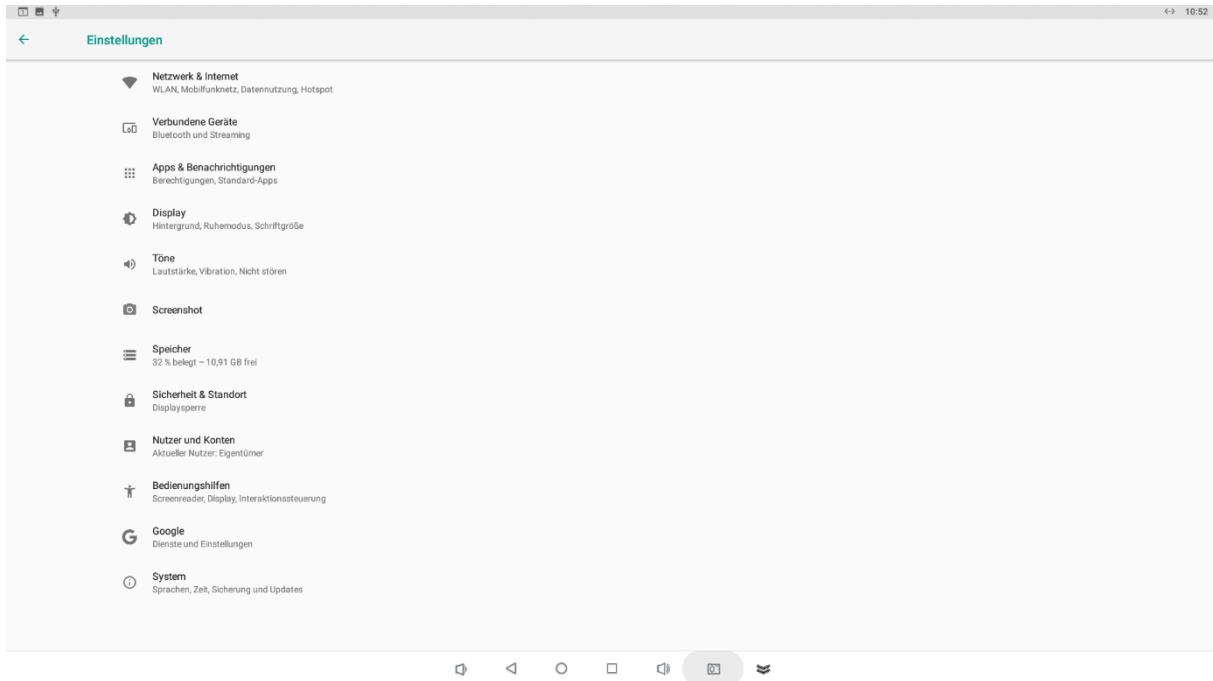 10:52
Einstellungen
Netzwerk & Internet
WLAN, Mobilfunknetz, Datennutzung, Hotspot
Verbundene Geräte
Bluetooth und Streaming
Apps & Benachrichtigungen
Berechtigungen, Standard-Apps
Display
Hintergrund, Ruhemodus, Schriftgröße
Töne
Lautstärke, Vibration, Nicht stören
Screenshot
Speicher
32 % belegt – 10,91 GB frei
Sicherheit & Standort
Displaysperre
Nutzer und Konten
Aktueller Nutzer: Eigentümer
Bedienungshilfen
Screenreader, Display, Interaktionssteuerung
Google
Dienste und Einstellungen
System
Sprachen, Zeit, Sicherung und Updates